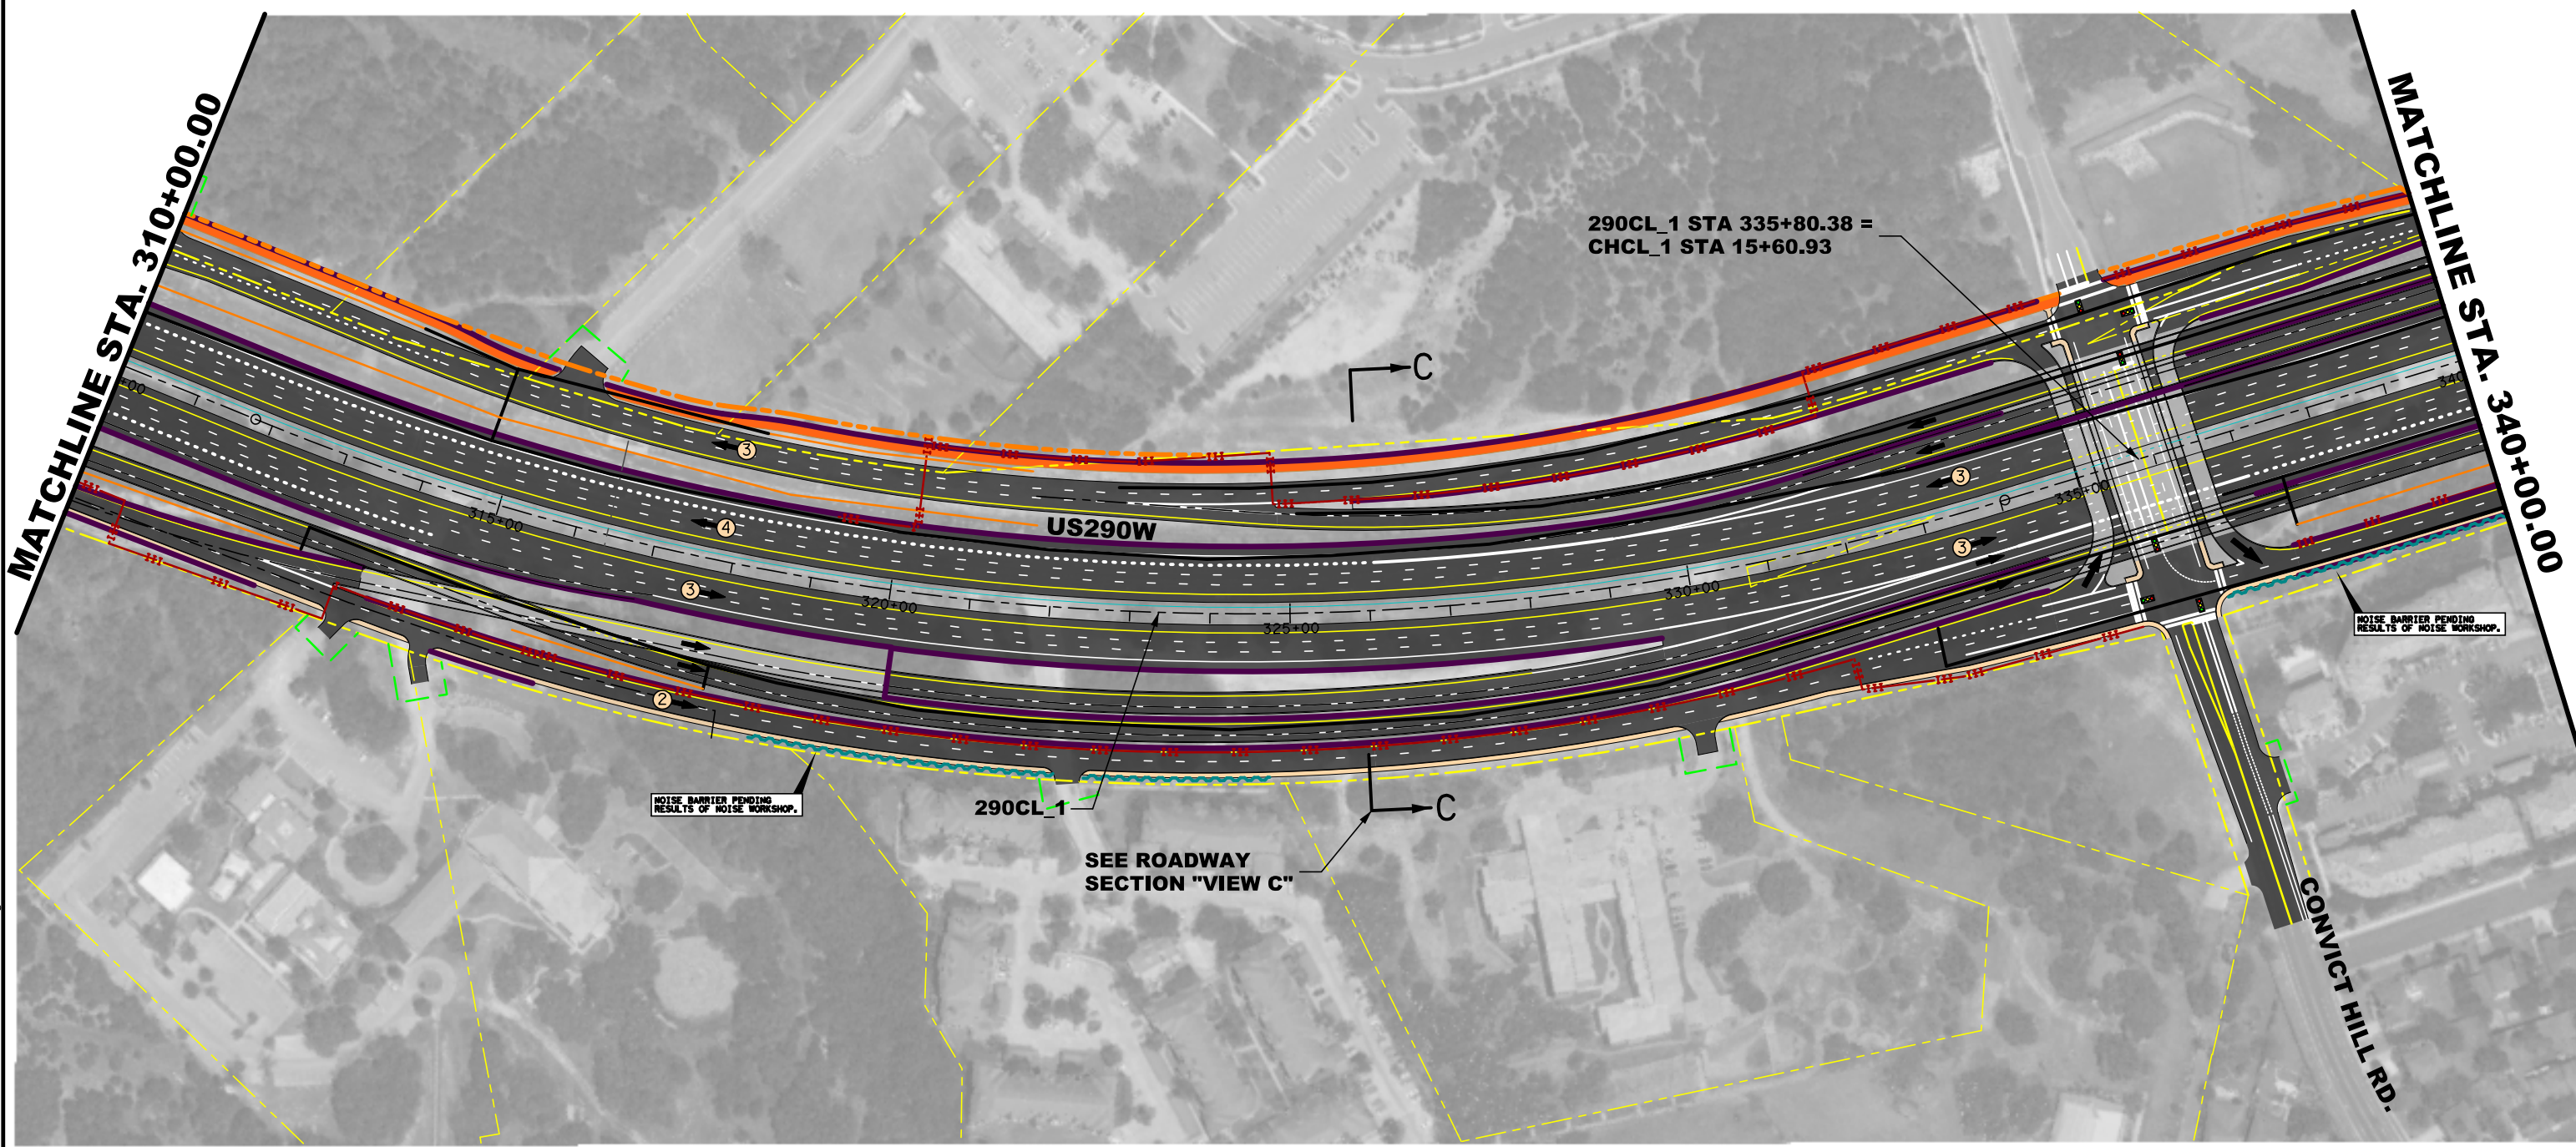 MATCHLINE STA. 310+00.00
MATCHLINE STA. 340+00.00
290CL_1 STA 335+80.38 =
CHCL_1 STA 15+60.93
C
3
3
4
US290W
3
3
2
315+00
320+00
325+00
330+00
335+00
NOISE BARRIER PENDING
RESULTS OF NOISE WORKSHOP.
NOISE BARRIER PENDING
RESULTS OF NOISE WORKSHOP.
290CL_1
C
SEE ROADWAY
SECTION "VIEW C"
CONVICT HILL RD.